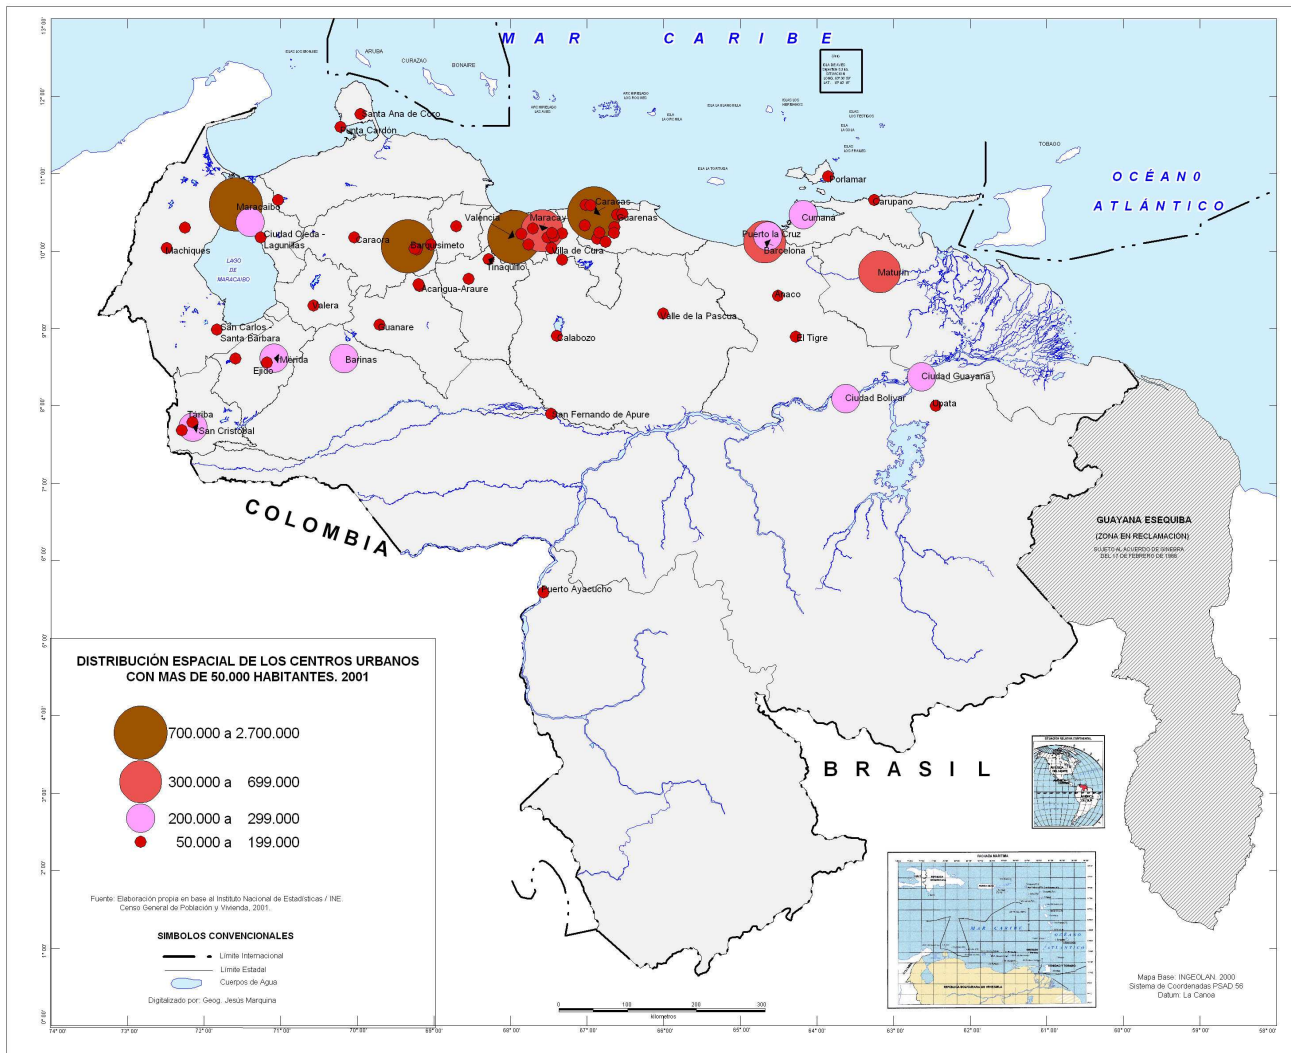 MAR CARIBE
ARUBA
CURAZAO
BONAIRE
ISLA LA TORTUGA
TOBAGO
OCÉANO
ATLÁNTICO
Santa Ana de Coro
Punta Cardón
Maracaibo
Ciudad Ojeda -
Lagunillas
Machiques
LAGO
DE
MARACAIBO
Caraora
Barquisimeto
Valencia
Maracay
Caracas
Guarenas
Villa de Cura
Tinaquillo
Acarigua-Araure
Valera
Guanare
San Carlos -
Santa Bárbara
Mérida
Ejido
Barinas
Táriba
San Cristóbal
Calabozo
Valle de la Pascua
San Fernando de Apure
Porlamar
Carupano
Cumaná
Puerto la Cruz
Barcelona
Maturín
Anaco
El Tigre
Ciudad Guayana
Ciudad Bolívar
Upata
Puerto Ayacucho
COLOMBIA
BRASIL
GUAYANA ESEQUIBA
(ZONA EN RECLAMACIÓN)
SUJETO AL ACUERDO DE GINEBRA
DEL 17 DE FEBRERO DE 1966
DISTRIBUCIÓN ESPACIAL DE LOS CENTROS URBANOS
CON MAS DE 50.000 HABITANTES. 2001
700.000 a 2.700.000
300.000 a 699.000
200.000 a 299.000
50.000 a 199.000
Fuente: Elaboración propia en base al Instituto Nacional de Estadísticas / INE.
Censo General de Población y Vivienda, 2001.
SIMBOLOS CONVENCIONALES
Límite Internacional
Límite Estadal
Cuerpos de Agua
Digitalizado por: Geog. Jesús Marquina
0 100 200 300
kilometros
Mapa Base: INGEOLAN. 2000
Sistema de Coordenadas PSAD 56
Datum: La Canoa